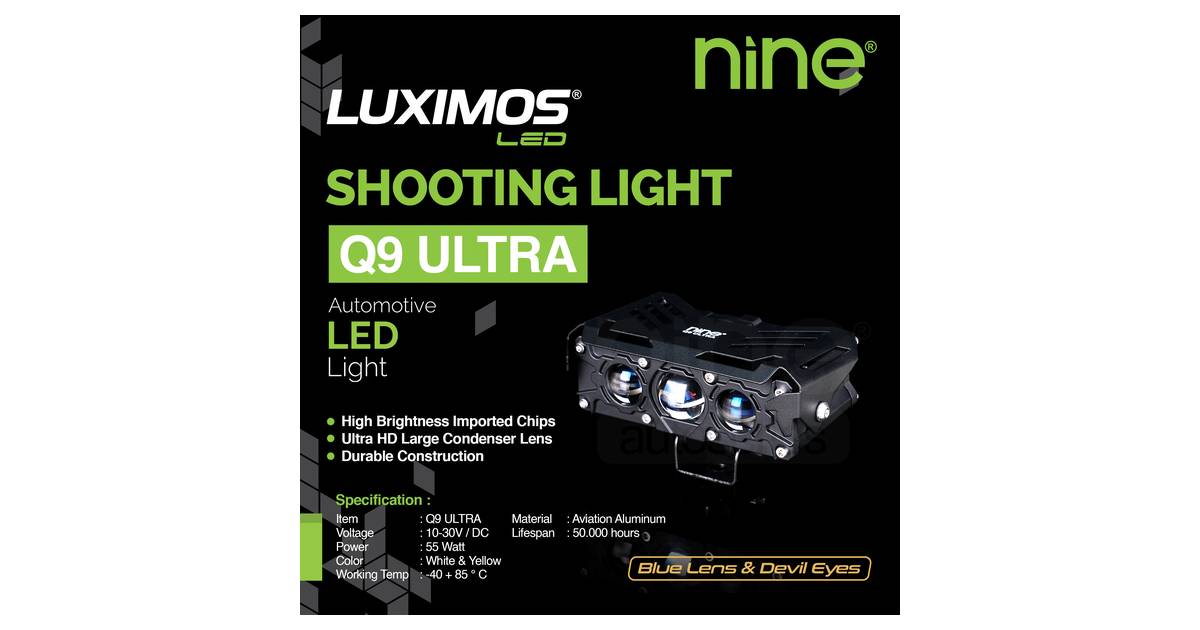 nine®
LUXIMOS®
LED
SHOOTING LIGHT
Q9 ULTRA
Automotive
LED
Light
nine®
Q9 ULTRA
High Brightness Imported Chips
Ultra HD Large Condenser Lens
Durable Construction
Specification :
Item : Q9 ULTRA Material : Aviation Aluminum
Voltage : 10-30V / DC Lifespan : 50.000 hours
Power : 55 Watt
Color : White & Yellow
Working Temp : -40 + 85 ° C
Blue Lens & Devil Eyes